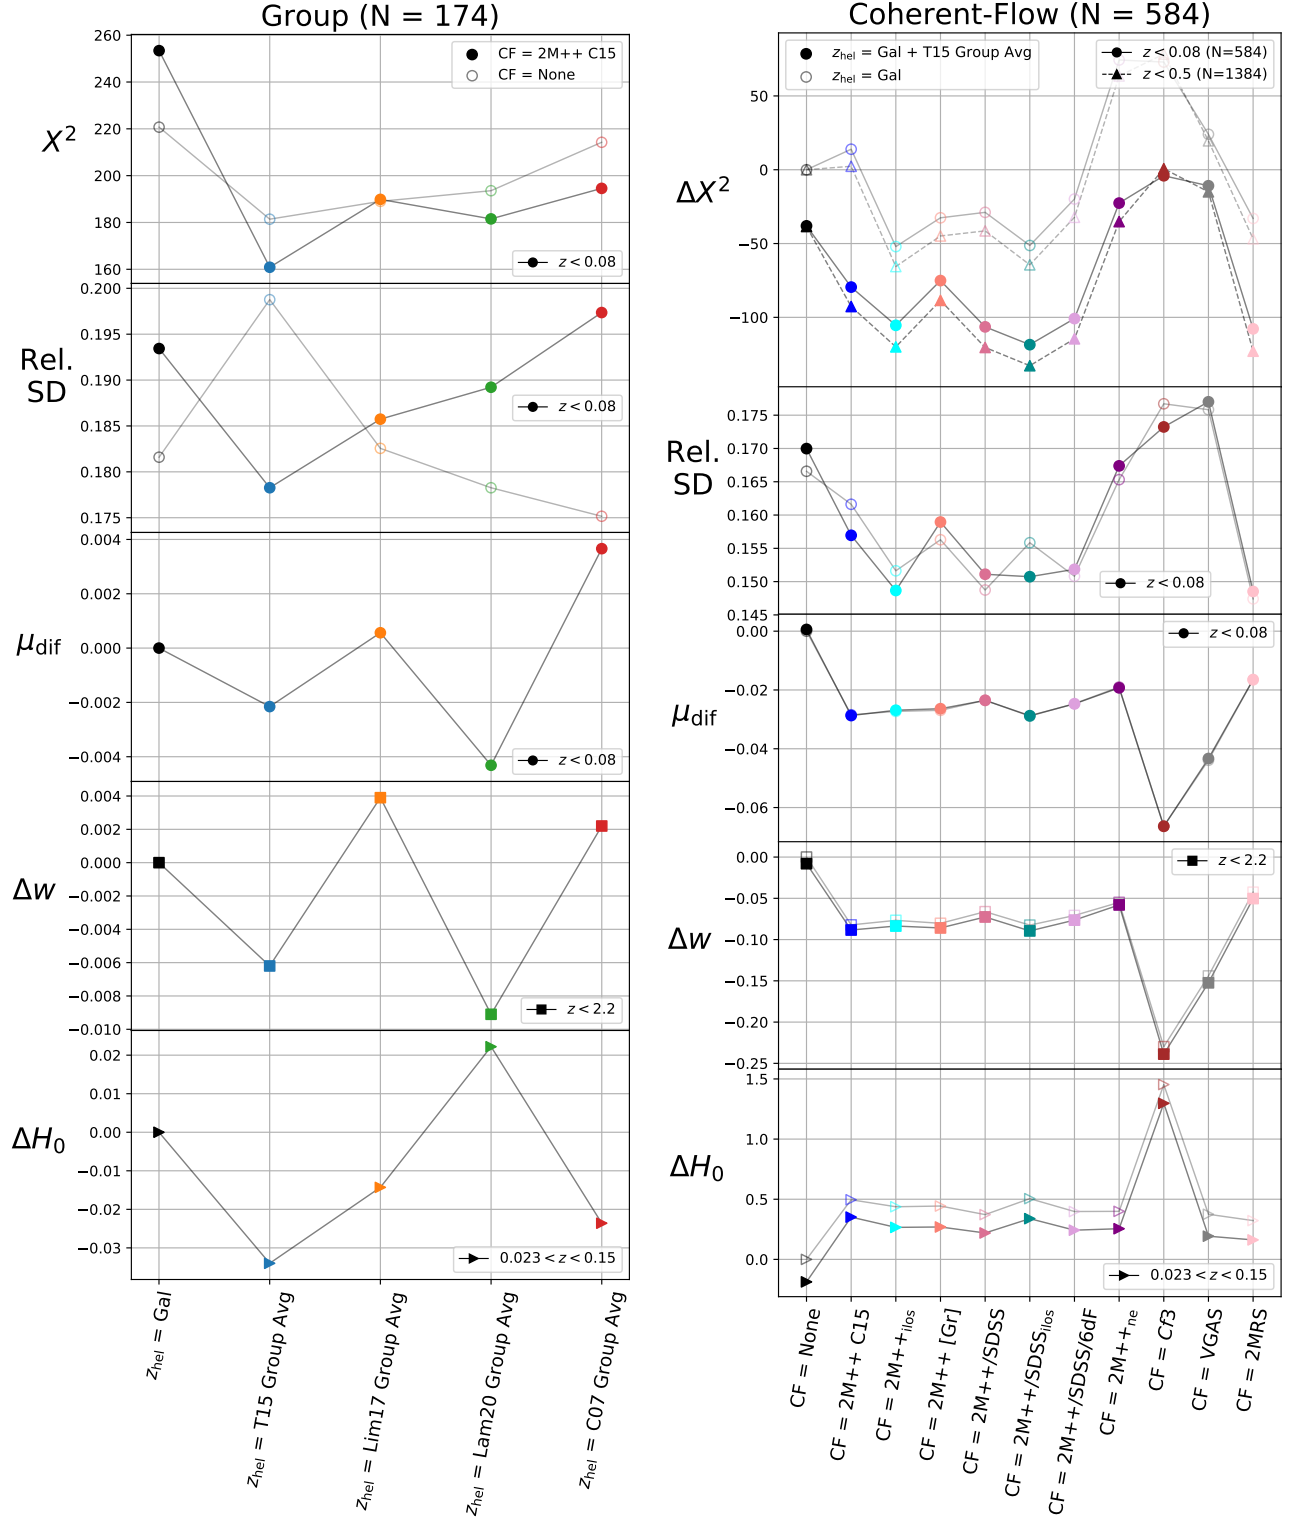 Group (N = 174)
260
240
220
200
180
160
X²
CF = 2M++ C15
CF = None
z < 0.08
0.200
0.195
0.190
0.185
0.180
0.175
Rel.
SD
z < 0.08
0.004
0.002
0.000
−0.002
−0.004
μdif
z < 0.08
0.004
0.002
0.000
−0.002
−0.004
−0.006
−0.008
−0.010
Δw
z < 2.2
0.02
0.01
0.00
−0.01
−0.02
−0.03
ΔH₀
0.023 < z < 0.15
zhel = Gal
zhel = T15 Group Avg
zhel = Lim17 Group Avg
zhel = Lam20 Group Avg
zhel = C07 Group Avg
Coherent-Flow (N = 584)
zhel = Gal + T15 Group Avg
zhel = Gal
z < 0.08 (N=584)
z < 0.5 (N=1384)
50
0
−50
−100
ΔX²
0.175
0.170
0.165
0.160
0.155
0.150
0.145
Rel.
SD
z < 0.08
0.00
−0.02
−0.04
−0.06
μdif
z < 0.08
0.00
−0.05
−0.10
−0.15
−0.20
−0.25
Δw
z < 2.2
1.5
1.0
0.5
0.0
ΔH₀
0.023 < z < 0.15
CF = None
CF = 2M++ C15
CF = 2M++ilos
CF = 2M++ [Gr]
CF = 2M++/SDSS
CF = 2M++/SDSSilos
CF = 2M++/SDSS/6dF
CF = 2M++ne
CF = Cf3
CF = VGAS
CF = 2MRS